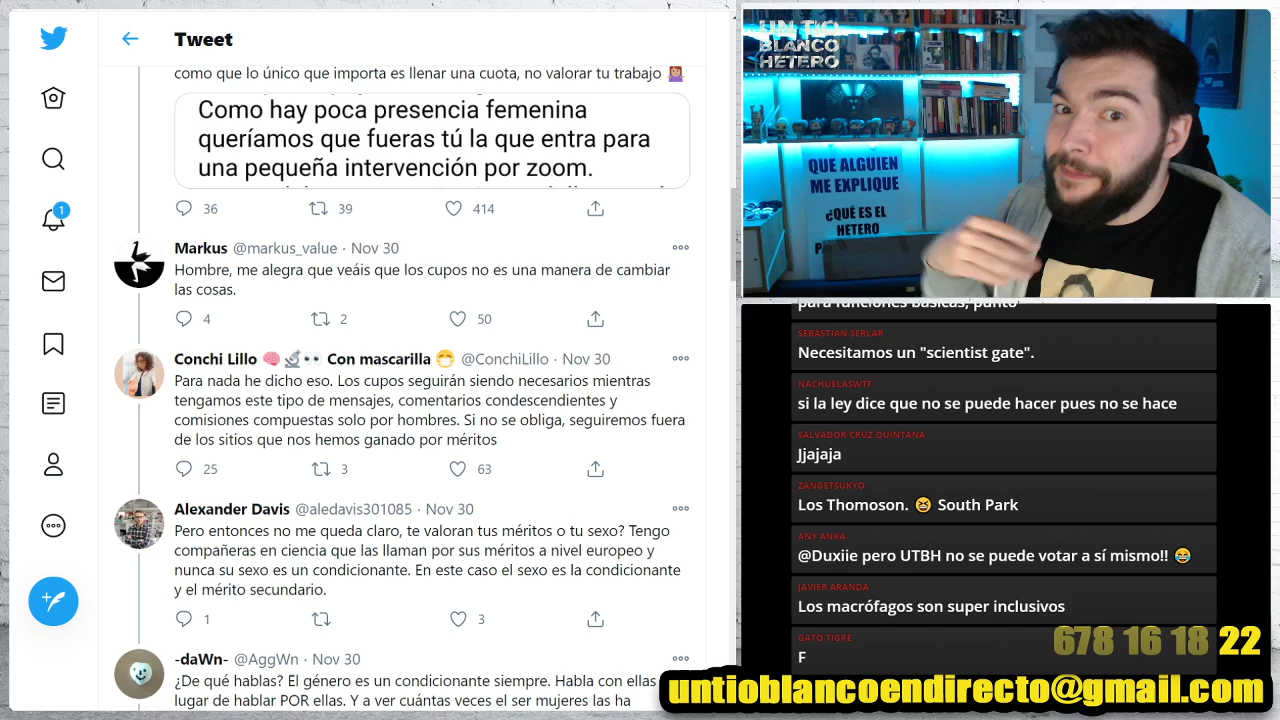 Tweet
como que lo único que importa es llenar una cuota, no valorar tu trabajo 🤷🏽‍♀️
Como hay poca presencia femenina
queríamos que fueras tú la que entra para
una pequeña intervención por zoom.
36 39 414
Markus @markus_value · Nov 30
Hombre, me alegra que veáis que los cupos no es una manera de cambiar
las cosas.
4 2 50
Conchi Lillo 🧠🔬👀 Con mascarilla 😷 @ConchiLillo · Nov 30
Para nada he dicho eso. Los cupos seguirán siendo necesarios mientras
tengamos este tipo de mensajes, comentarios condescendientes y
comisiones compuestas solo por hombres. Si no se obliga, seguiremos fuera
de los sitios que nos hemos ganado por méritos
25 3 63
Alexander Davis @aledavis301085 · Nov 30
Pero entonces no me queda claro, te valoran tus méritos o tu sexo? Tengo
compañeras en ciencia que las llaman por sus méritos a nivel europeo y
nunca su sexo es un condicionante. En este caso el sexo es la condicionante
y el mérito secundario.
1 3
-daWn- @AggWn · Nov 30
¿De qué hablas? El género es un condicionante siempre. Habla con ellas
lugar de hablar POR ellas. Y a ver cuántas veces el ser mujeres las ha
1
UN TIO
BLANCO
HETERO
QUE ALGUIEN
ME EXPLIQUE
¿QUÉ ES EL
HETERO
para funciones básicas, punto
SEBASTIAN SERLAR
Necesitamos un "scientist gate".
NACHUELASWTF
si la ley dice que no se puede hacer pues no se hace
SALVADOR CRUZ QUINTANA
Jjajaja
ZANGETSUKYO
Los Thomoson. 😆 South Park
ANY ANKA
@Duxiie pero UTBH no se puede votar a sí mismo!! 😂
JAVIER ARANDA
Los macrófagos son super inclusivos
GATO TIGRE
F
678 16 18 22
untioblancoendirecto@gmail.com